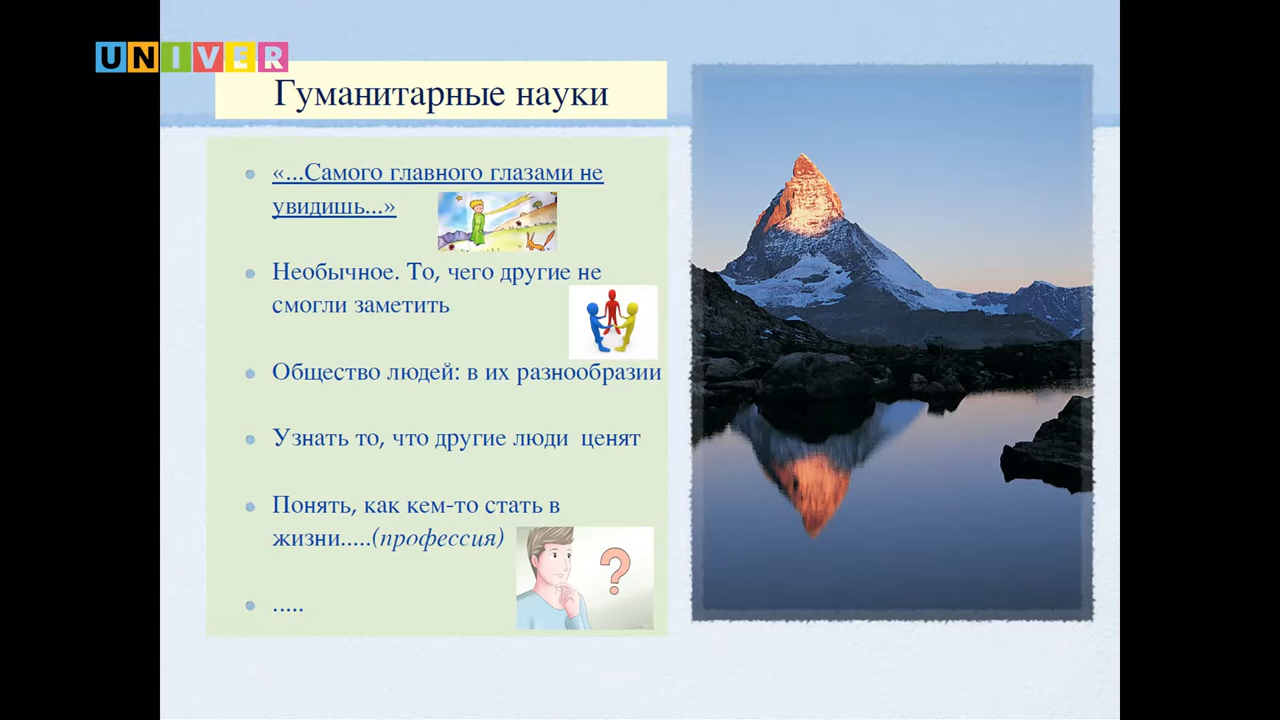 UNIVER
Гуманитарные науки
«...Самого главного глазами не
увидишь...»
Необычное. То, чего другие не
смогли заметить
Общество людей: в их разнообразии
Узнать то, что другие люди ценят
Понять, как кем-то стать в
жизни.....(профессия)
?
.....